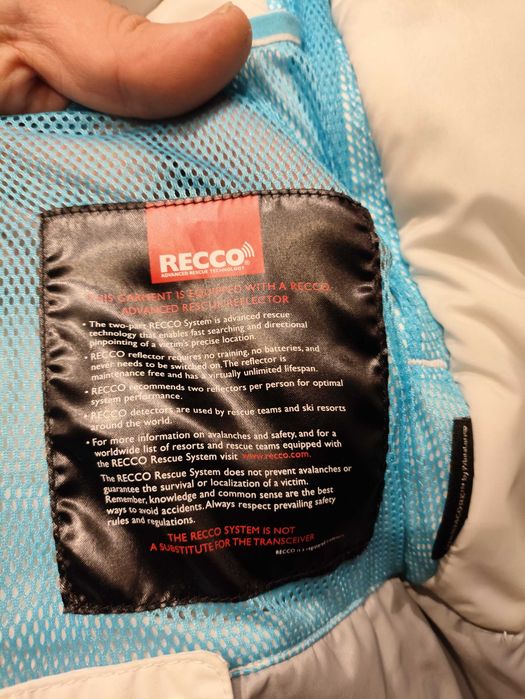 RECCO
ADVANCED RESCUE TECHNOLOGY
THIS GARMENT IS EQUIPPED WITH A RECCO
ADVANCED RESCUE REFLECTOR
• The two-part RECCO System is advanced rescue
technology that enables fast searching and directional
pinpointing of a victim's precise location.
• RECCO reflector requires no training, no batteries, and
never needs to be switched on. The reflector is
maintenance free and has a virtually unlimited lifespan.
• RECCO recommends two reflectors per person for optimal
system performance.
• RECCO detectors are used by rescue teams and ski resorts
around the world.
• For more information on avalanches and safety, and for a
worldwide list of resorts and rescue teams equipped with
the RECCO Rescue System visit www.recco.com.
The RECCO Rescue System does not prevent avalanches or
guarantee the survival or localization of a victim.
Remember, knowledge and common sense are the best
ways to avoid accidents. Always respect prevailing safety
rules and regulations.
THE RECCO SYSTEM IS NOT
A SUBSTITUTE FOR THE TRANSCEIVER
RECCO is a registered